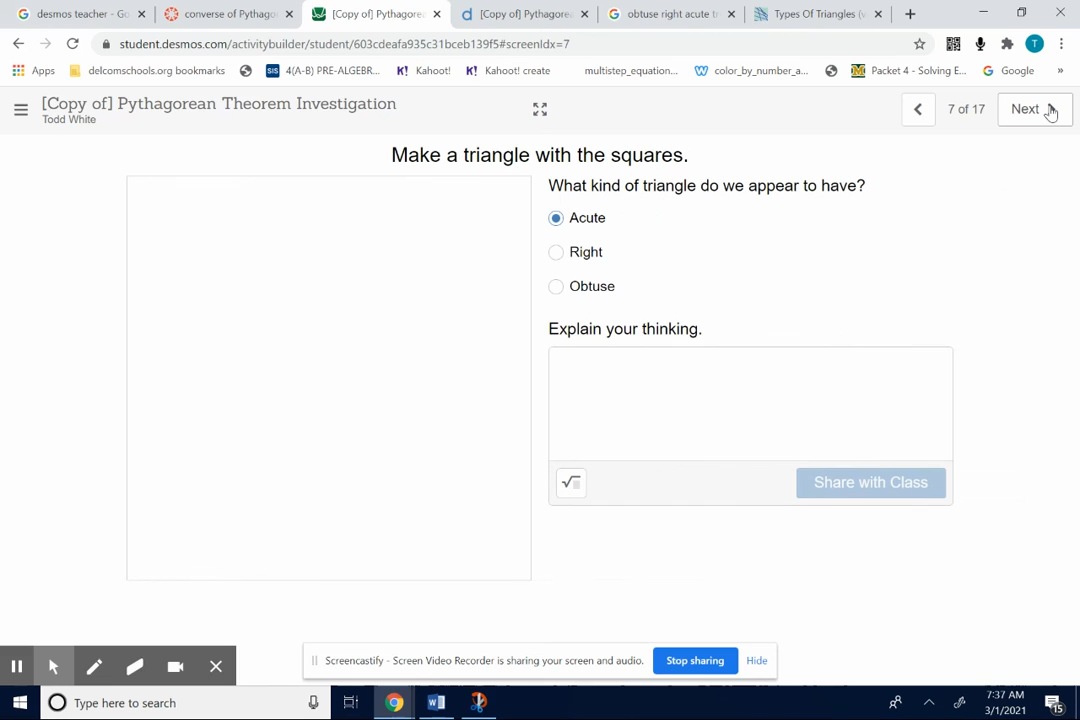 desmos teacher - Go
converse of Pythagor
[Copy of] Pythagorea
[Copy of] Pythagore
obtuse right acute tr
Types Of Triangles (v
student.desmos.com/activitybuilder/student/603cdeafa935c31bceb139f5#screenIdx=7
T
Apps
delcomschools.org bookmarks
SIS 4(A-B) PRE-ALGEBR...
K! Kahoot!
K! Kahoot! create
multistep_equation...
color_by_number_a...
Packet 4 - Solving E...
Google
»
[Copy of] Pythagorean Theorem Investigation
Todd White
7 of 17
Next
Make a triangle with the squares.
What kind of triangle do we appear to have?
Acute
Right
Obtuse
Explain your thinking.
Share with Class
Screencastify - Screen Video Recorder is sharing your screen and audio.
Stop sharing
Hide
Type here to search
7:37 AM
3/1/2021
15